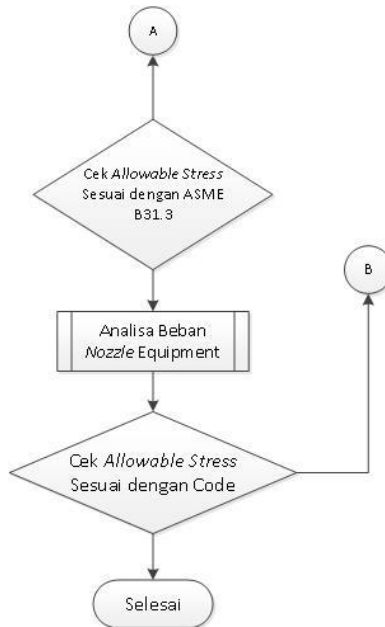 A
Cek Allowable Stress
Sesuai dengan ASME
B31.3
B
Analisa Beban
Nozzle Equipment
Cek Allowable Stress
Sesuai dengan Code
Selesai